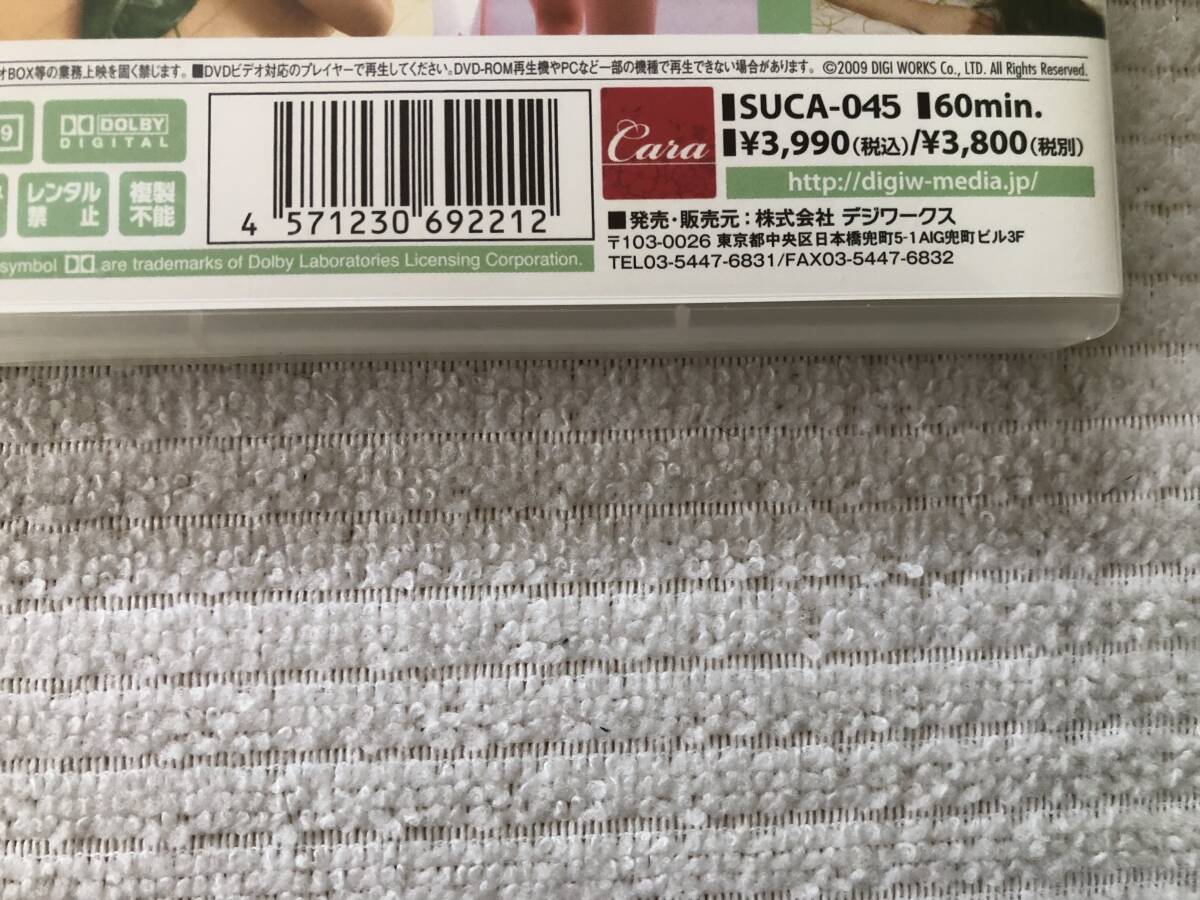 オBOX等の業務上映を固く禁じます。■DVDビデオ対応のプレイヤーで再生してください。DVD-ROM再生機やPCなど一部の機種で再生できない場合があります。 ©2009 DIGI WORKS Co., LTD. All Rights Reserved.
9
DOLBY
DIGITAL
レンタル
禁止
複製
不能
4 571230 692212
Cara
SUCA-045 60min.
¥3,990(税込)/¥3,800(税別)
http://digiw-media.jp/
■発売・販売元：株式会社 デジワークス
〒103-0026 東京都中央区日本橋兜町5-1AIG兜町ビル3F
TEL03-5447-6831/FAX03-5447-6832
symbol are trademarks of Dolby Laboratories Licensing Corporation.